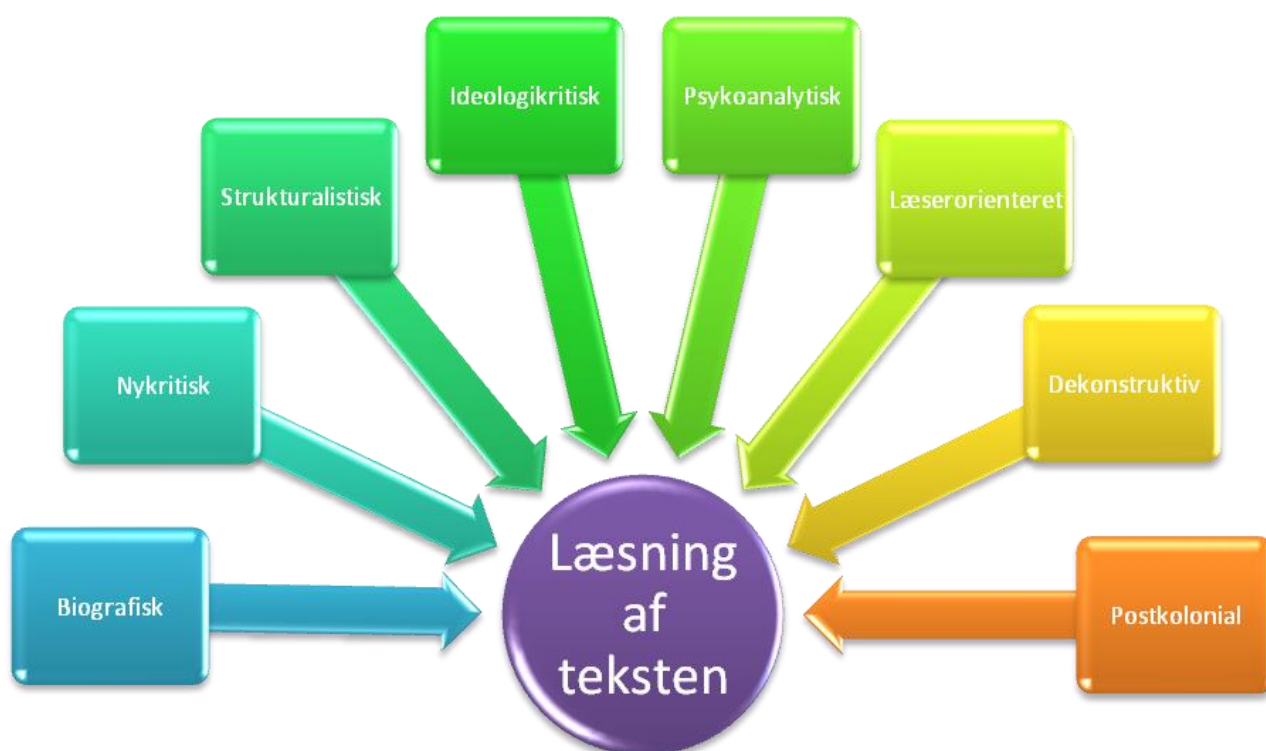 Ideologikritisk
Psykoanalytisk
Strukturalistisk
Læserorienteret
Nykritisk
Dekonstruktiv
Biografisk
Læsning
af
teksten
Postkolonial